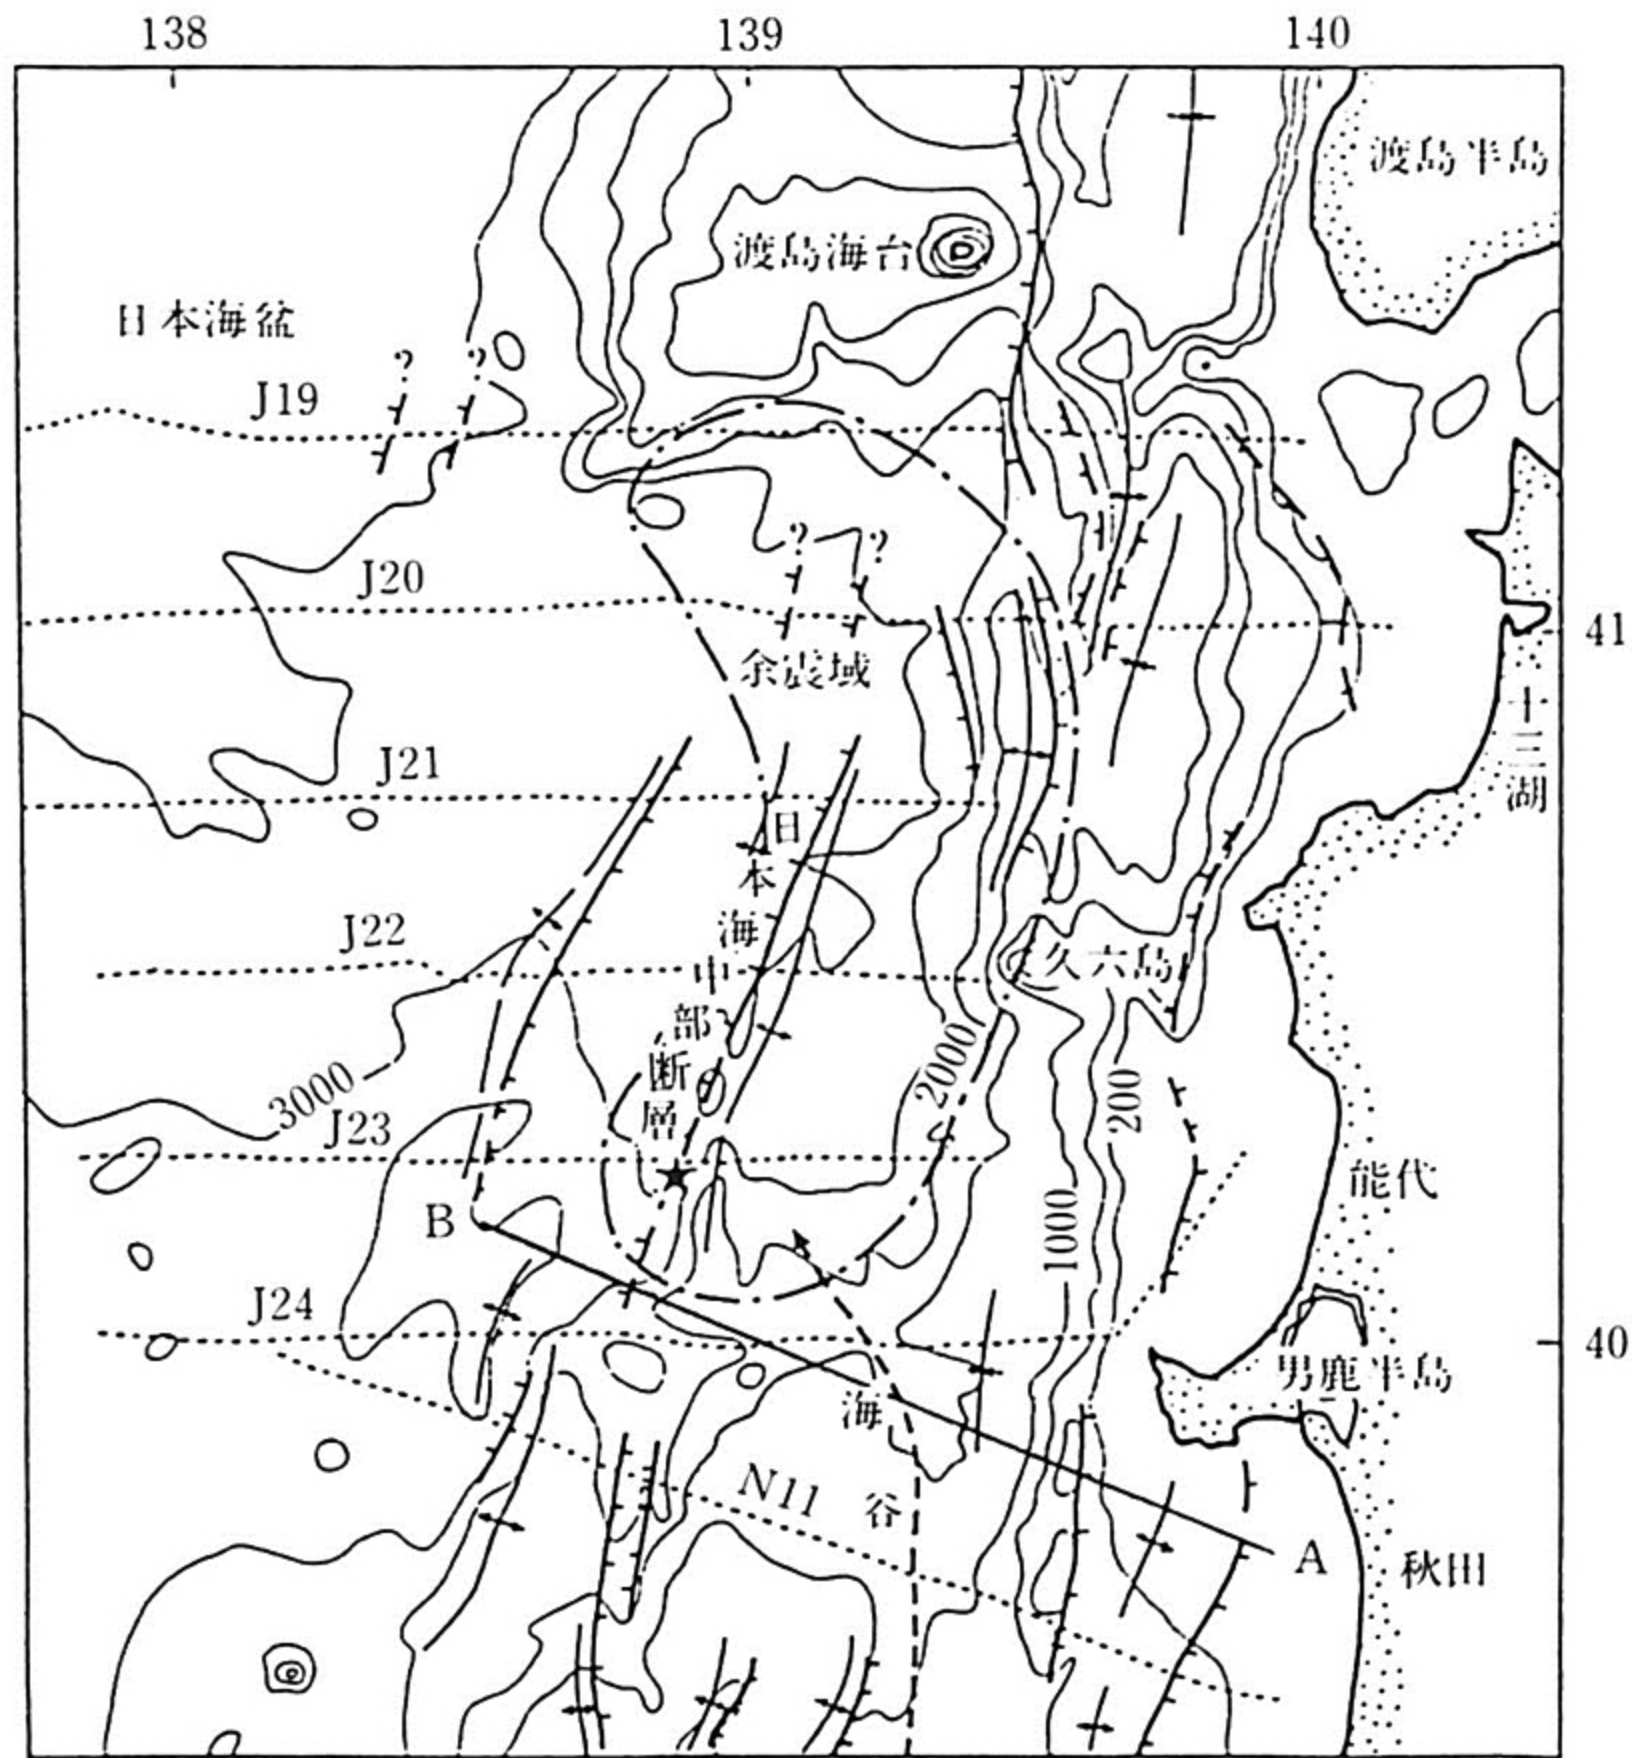 138 139 140
渡島半島
渡島海台
日本海盆
? ?
J19
? ?
J20
41
余震域
十三湖
J21
日本海中部断層
J22
久六島
2000
3000
200
J23
能代
B
1000
J24
40
男鹿半島
海谷
N11
A
秋田